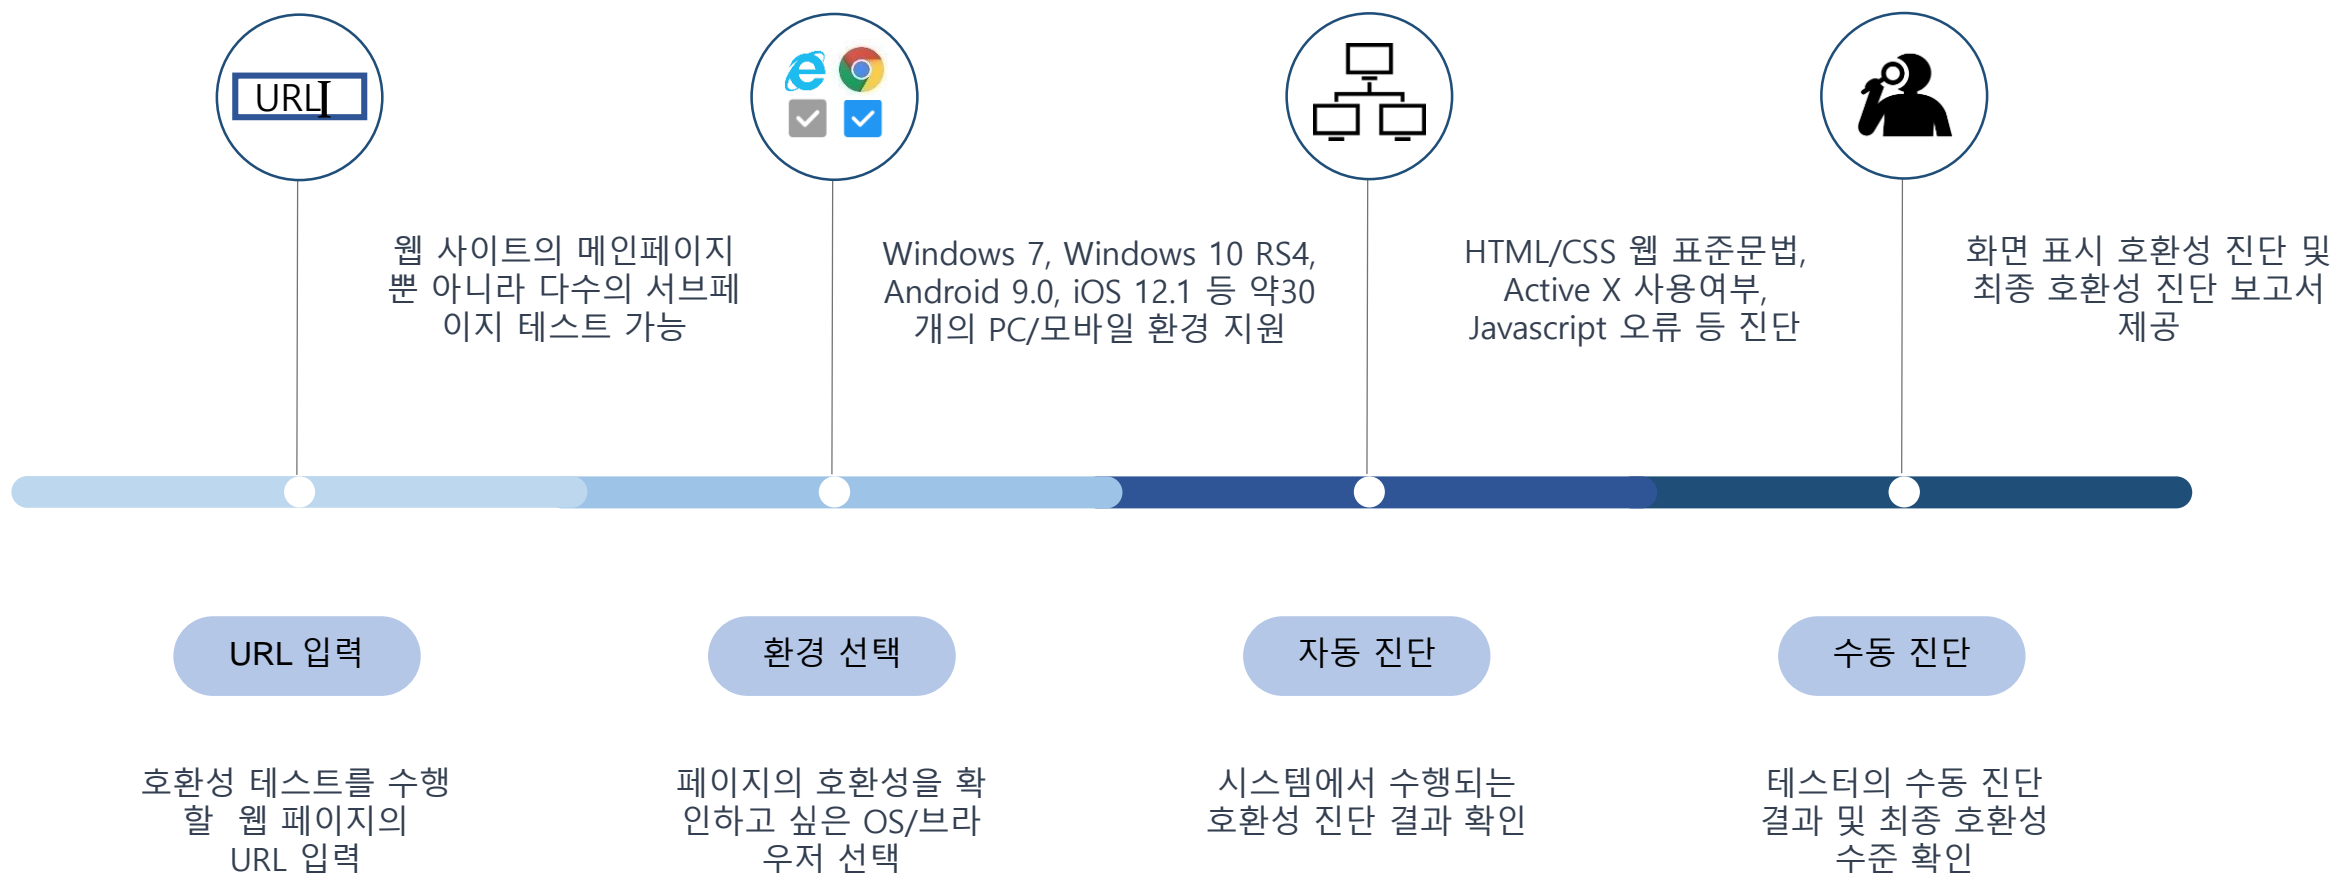 URL
웹 사이트의 메인페이지
뿐 아니라 다수의 서브페
이지 테스트 가능
Windows 7, Windows 10 RS4,
Android 9.0, iOS 12.1 등 약30
개의 PC/모바일 환경 지원
HTML/CSS 웹 표준문법,
Active X 사용여부,
Javascript 오류 등 진단
화면 표시 호환성 진단 및
최종 호환성 진단 보고서
제공
URL 입력
환경 선택
자동 진단
수동 진단
호환성 테스트를 수행
할  웹 페이지의
URL 입력
페이지의 호환성을 확
인하고 싶은 OS/브라
우저 선택
시스템에서 수행되는
호환성 진단 결과 확인
테스터의 수동 진단
결과 및 최종 호환성
수준 확인